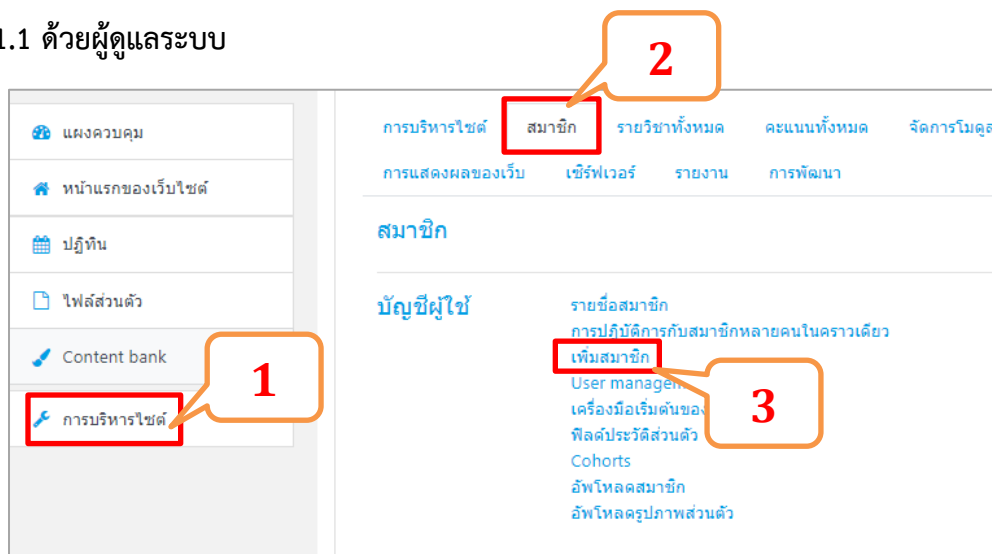 1.1 ด้วยผู้ดูแลระบบ
2
แผงควบคุม
หน้าแรกของเว็บไซต์
ปฏิทิน
ไฟล์ส่วนตัว
Content bank
1
การบริหารไซต์
การบริหารไซต์ สมาชิก รายวิชาทั้งหมด คะแนนทั้งหมด จัดการโมดูล
การแสดงผลของเว็บ เซิร์ฟเวอร์ รายงาน การพัฒนา
สมาชิก
บัญชีผู้ใช้
รายชื่อสมาชิก
การปฏิบัติการกับสมาชิกหลายคนในคราวเดียว
เพิ่มสมาชิก
User
เครื่องมือเริ่มต้นของ
3
ฟิลด์ประวัติส่วนตัว
Cohorts
อัพโหลดสมาชิก
อัพโหลดรูปภาพส่วนตัว